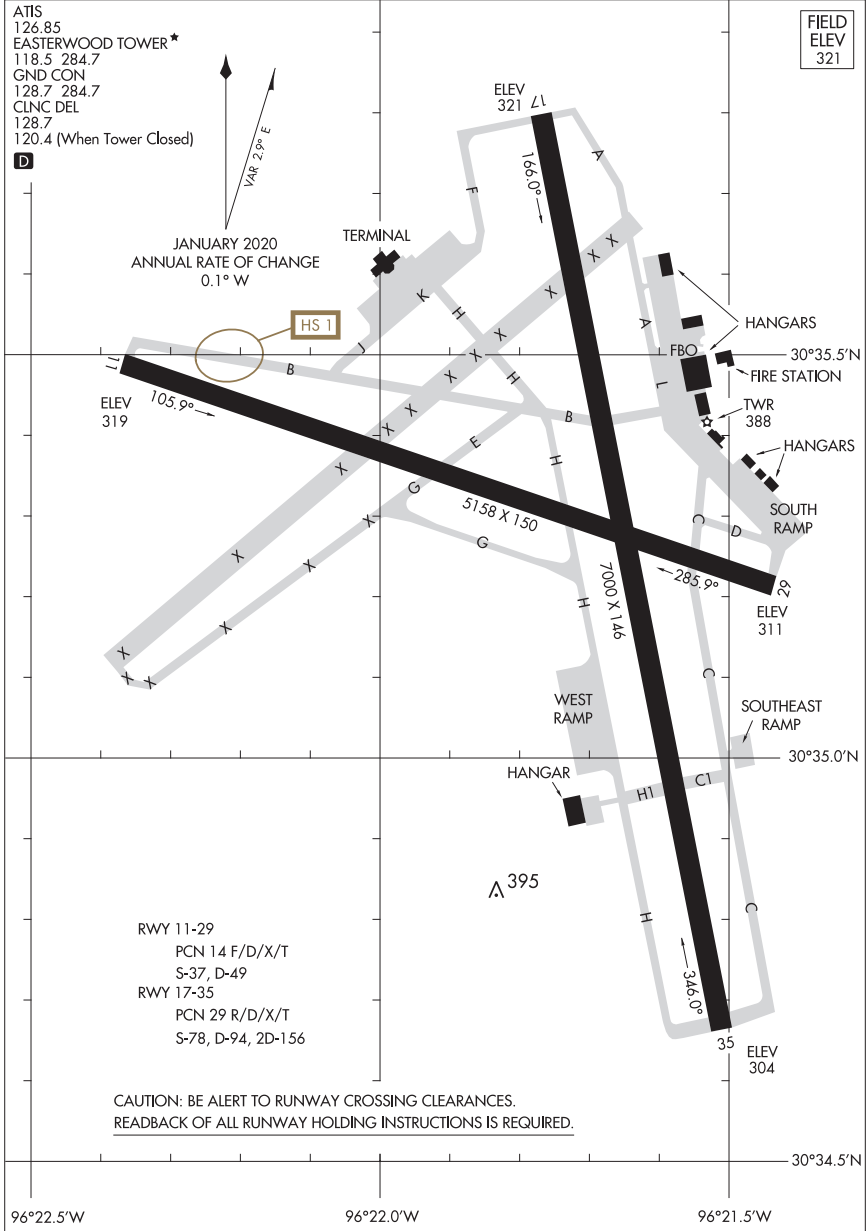 ATIS
126.85
EASTERWOOD TOWER★
118.5 284.7
GND CON
128.7 284.7
CLNC DEL
128.7
120.4 (When Tower Closed)
D
FIELD
ELEV
321
VAR 2.9° E
JANUARY 2020
ANNUAL RATE OF CHANGE
0.1° W
ELEV
321
17
166.0°
A
F
TERMINAL
X
X
X
K
H
HS 1
X
X
X
J
H
A
HANGARS
FBO
30°35.5'N
L
FIRE STATION
11
B
ELEV
319
105.9°
X
X
B
TWR
388
E
H
HANGARS
X
G
5158 X 150
SOUTH
RAMP
C
D
X
G
X
X
7000 X 146
285.9°
29
ELEV
311
H
X
X
X
X
C
WEST
RAMP
SOUTHEAST
RAMP
30°35.0'N
HANGAR
H1
C1
395
H
C
RWY 11-29
PCN 14 F/D/X/T
S-37, D-49
RWY 17-35
PCN 29 R/D/X/T
S-78, D-94, 2D-156
346.0°
35
ELEV
304
CAUTION: BE ALERT TO RUNWAY CROSSING CLEARANCES.
READBACK OF ALL RUNWAY HOLDING INSTRUCTIONS IS REQUIRED.
30°34.5'N
96°22.5'W
96°22.0'W
96°21.5'W